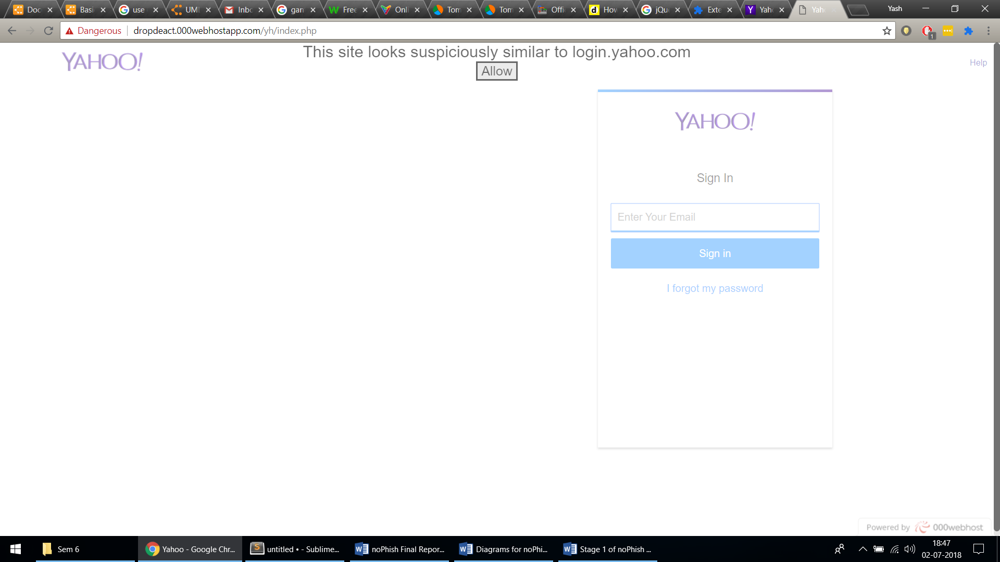 Doc
Basi
use
UMI
Inbo
gan
Free
Onli
Tom
Tom
Offi
How
jQu
Exte
Yah
Yah
Yash
Dangerous
dropdeact.000webhostapp.com/yh/index.php
1
YAHOO!
This site looks suspiciously similar to login.yahoo.com
Allow
Help
YAHOO!
Sign In
Enter Your Email
Sign in
I forgot my password
Powered by 000webhost
Sem 6
Yahoo - Google Chr...
untitled • - Sublime...
noPhish Final Repor...
Diagrams for noPhi...
Stage 1 of noPhish ...
18:47
02-07-2018